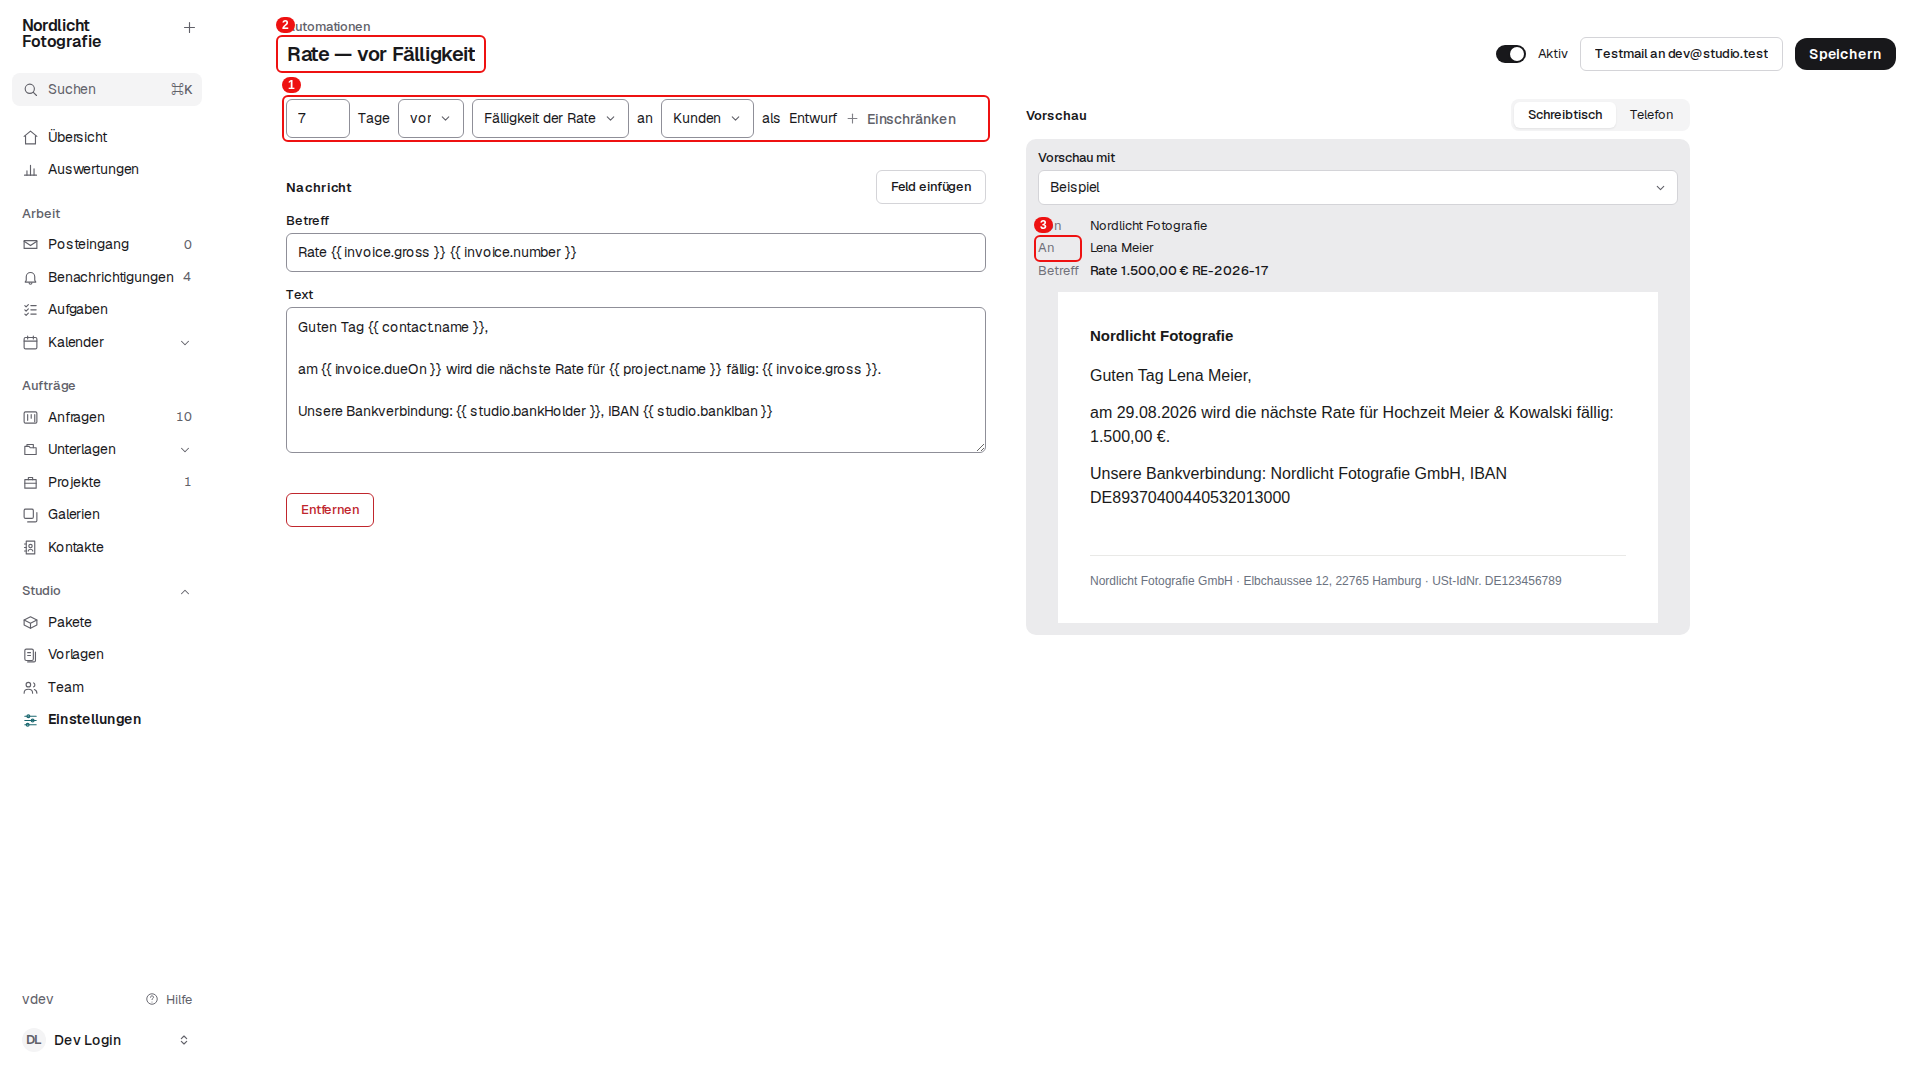 Nordlicht
Fotografie
Suchen
⌘K
Übersicht
Auswertungen
Arbeit
Posteingang 0
Benachrichtigungen 4
Aufgaben
Kalender
Aufträge
Anfragen 10
Unterlagen
Projekte 1
Galerien
Kontakte
Studio
Pakete
Vorlagen
Team
Einstellungen
vdev
Hilfe
DL Dev Login
2 utomationen
Rate — vor Fälligkeit
Aktiv
Testmail an dev@studio.test
Speichern
1
7 Tage vor Fälligkeit der Rate an Kunden als Entwurf + Einschränken
Nachricht
Feld einfügen
Betreff
Rate {{ invoice.gross }} {{ invoice.number }}
Text
Guten Tag {{ contact.name }},
am {{ invoice.dueOn }} wird die nächste Rate für {{ project.name }} fällig: {{ invoice.gross }}.
Unsere Bankverbindung: {{ studio.bankHolder }}, IBAN {{ studio.bankIban }}
Entfernen
Vorschau
Schreibtisch Telefon
Vorschau mit
Beispiel
3 n Nordlicht Fotografie
An Lena Meier
Betreff Rate 1.500,00 € RE-2026-17
Nordlicht Fotografie
Guten Tag Lena Meier,
am 29.08.2026 wird die nächste Rate für Hochzeit Meier & Kowalski fällig:
1.500,00 €.
Unsere Bankverbindung: Nordlicht Fotografie GmbH, IBAN
DE89370400440532013000
Nordlicht Fotografie GmbH · Elbchaussee 12, 22765 Hamburg · USt-IdNr. DE123456789